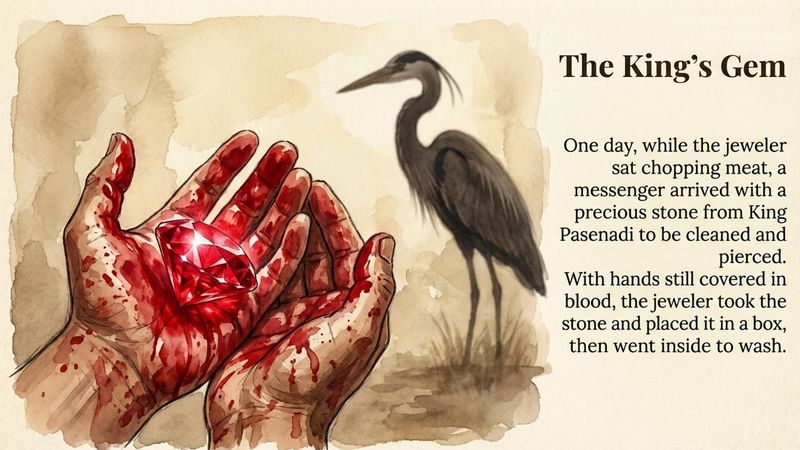 The King’s Gem
One day, while the jeweler
sat chopping meat, a
messenger arrived with a
precious stone from King
Pasenadi to be cleaned and
pierced.
With hands still covered in
blood, the jeweler took the
stone and placed it in a box,
then went inside to wash.